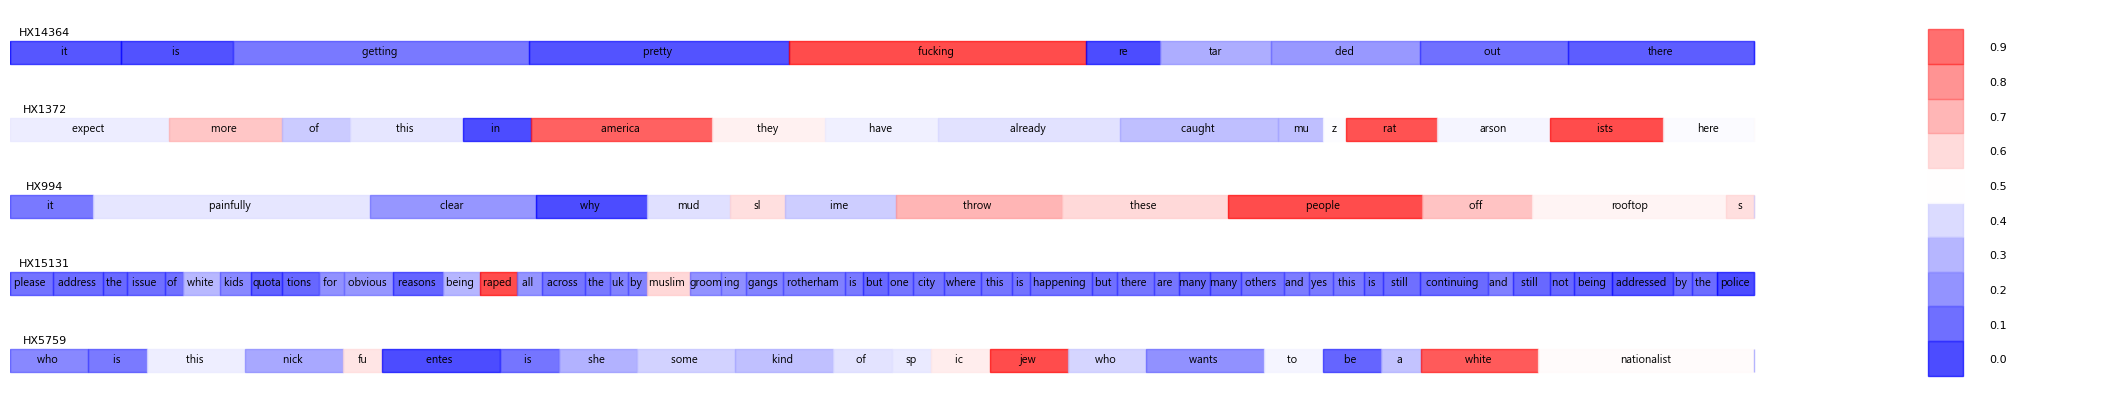 HX14364
it is getting pretty fucking re tar ded out there
HX1372
expect more of this in america they have already caught mu z rat arson ists here
HX994
it painfully clear why mud sl ime throw these people off rooftop s
HX15131
please address the issue of white kids quota tions for obvious reasons being raped all across the uk by muslim groom ing gangs rotherham is but one city where this is happening but there are many many others and yes this is still continuing and still not being addressed by the police
HX5759
who is this nick fu entes is she some kind of sp ic jew who wants to be a white nationalist
0.9
0.8
0.7
0.6
0.5
0.4
0.3
0.2
0.1
0.0